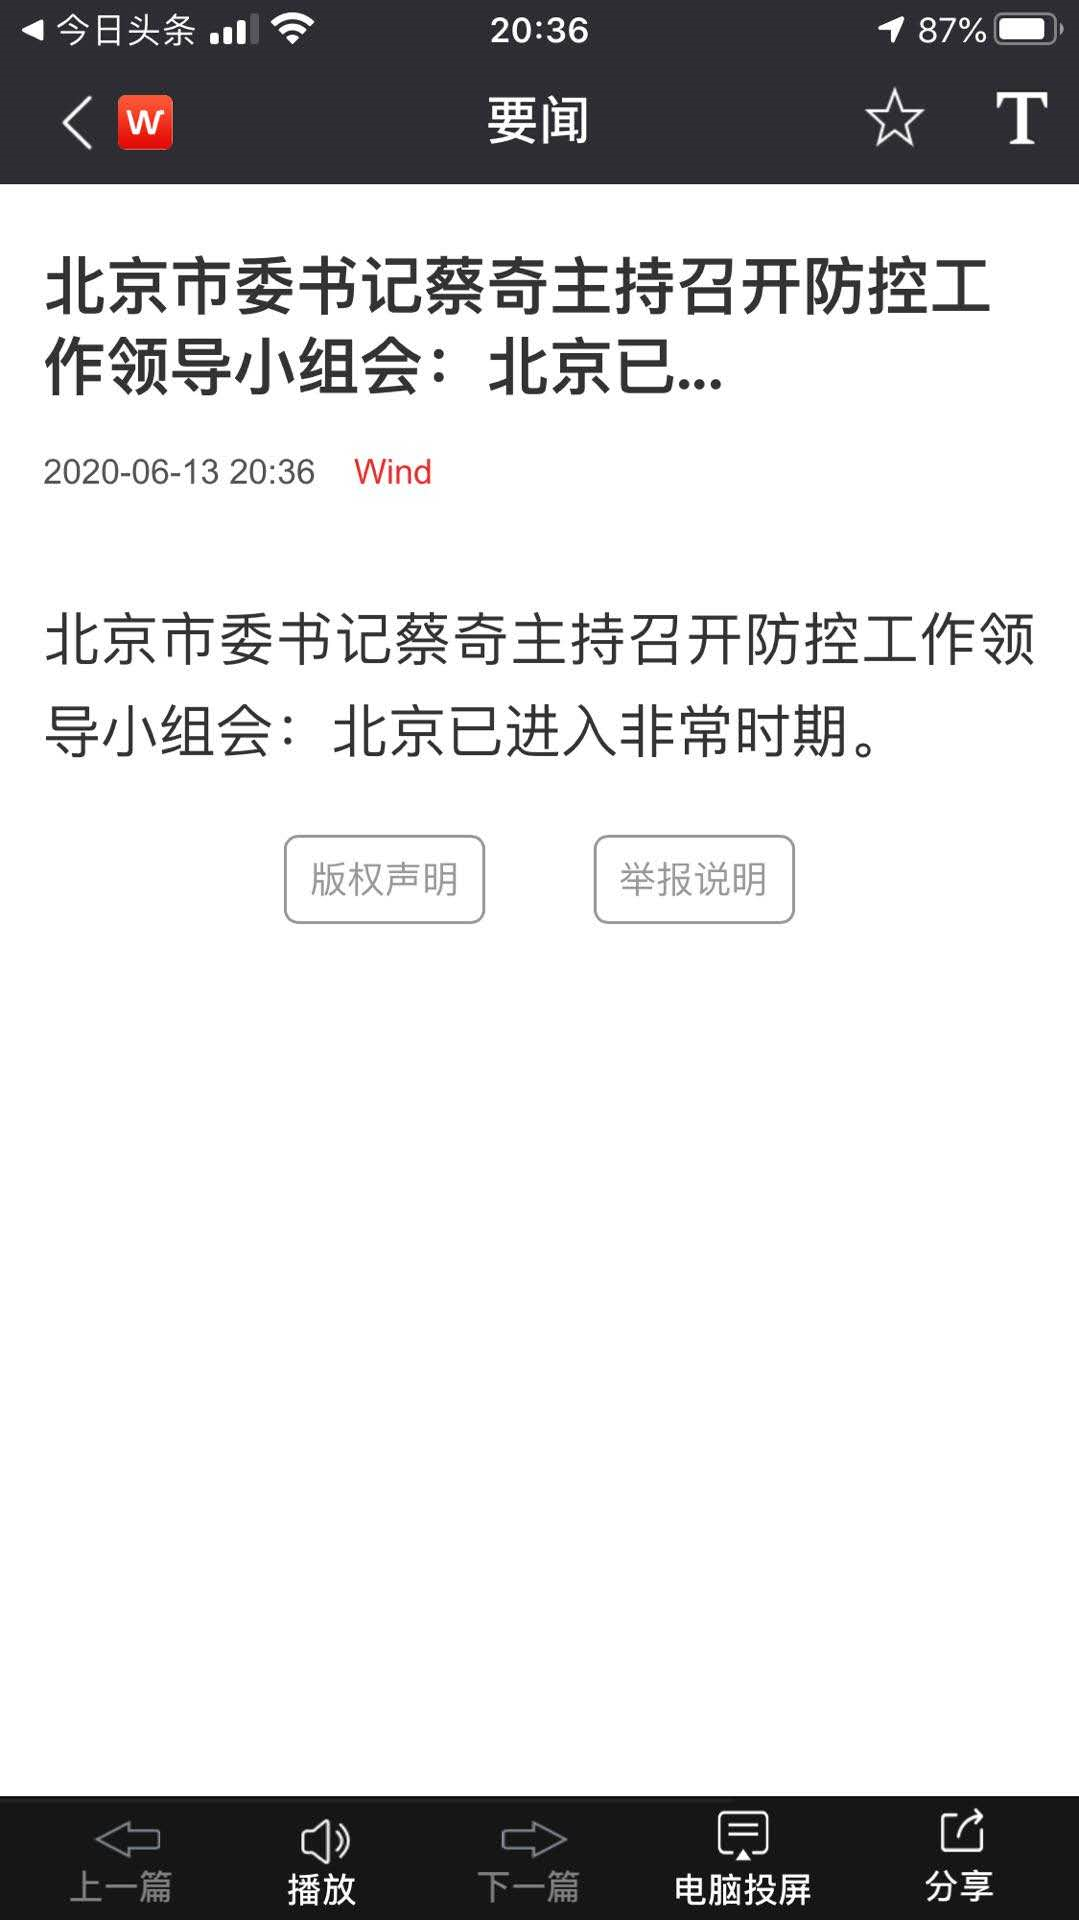 今日头条 20:36 87%
W 要闻 T
北京市委书记蔡奇主持召开防控工
作领导小组会：北京已...
2020-06-13 20:36 Wind
北京市委书记蔡奇主持召开防控工作领
导小组会：北京已进入非常时期。
版权声明 举报说明
上一篇 播放 下一篇 电脑投屏 分享